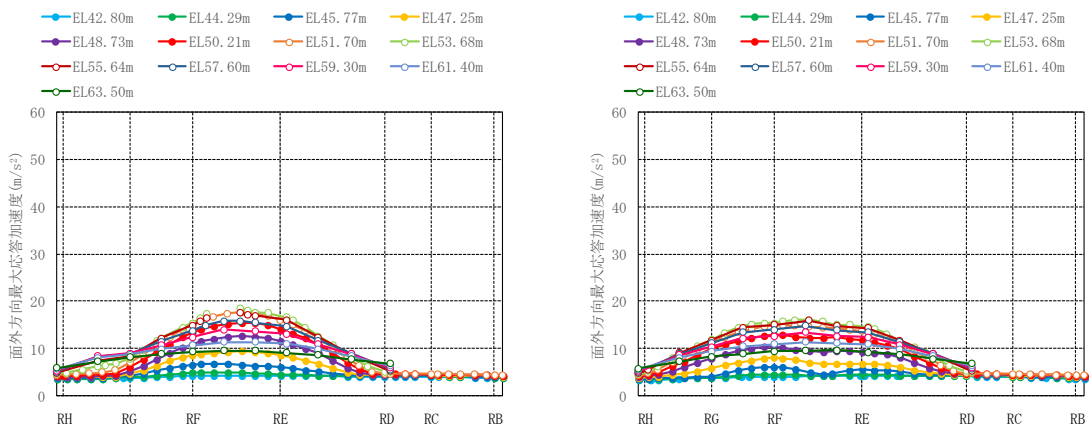 EL42.80m EL44.29m EL45.77m EL47.25m
EL48.73m EL50.21m EL51.70m EL53.68m
EL55.64m EL57.60m EL59.30m EL61.40m
EL63.50m
面外方向最大応答加速度(m/s²)
60
50
40
30
20
10
0
RH RG RF RE RD RC RB
EL42.80m EL44.29m EL45.77m EL47.25m
EL48.73m EL50.21m EL51.70m EL53.68m
EL55.64m EL57.60m EL59.30m EL61.40m
EL63.50m
面外方向最大応答加速度(m/s²)
60
50
40
30
20
10
0
RH RG RF RE RD RC RB